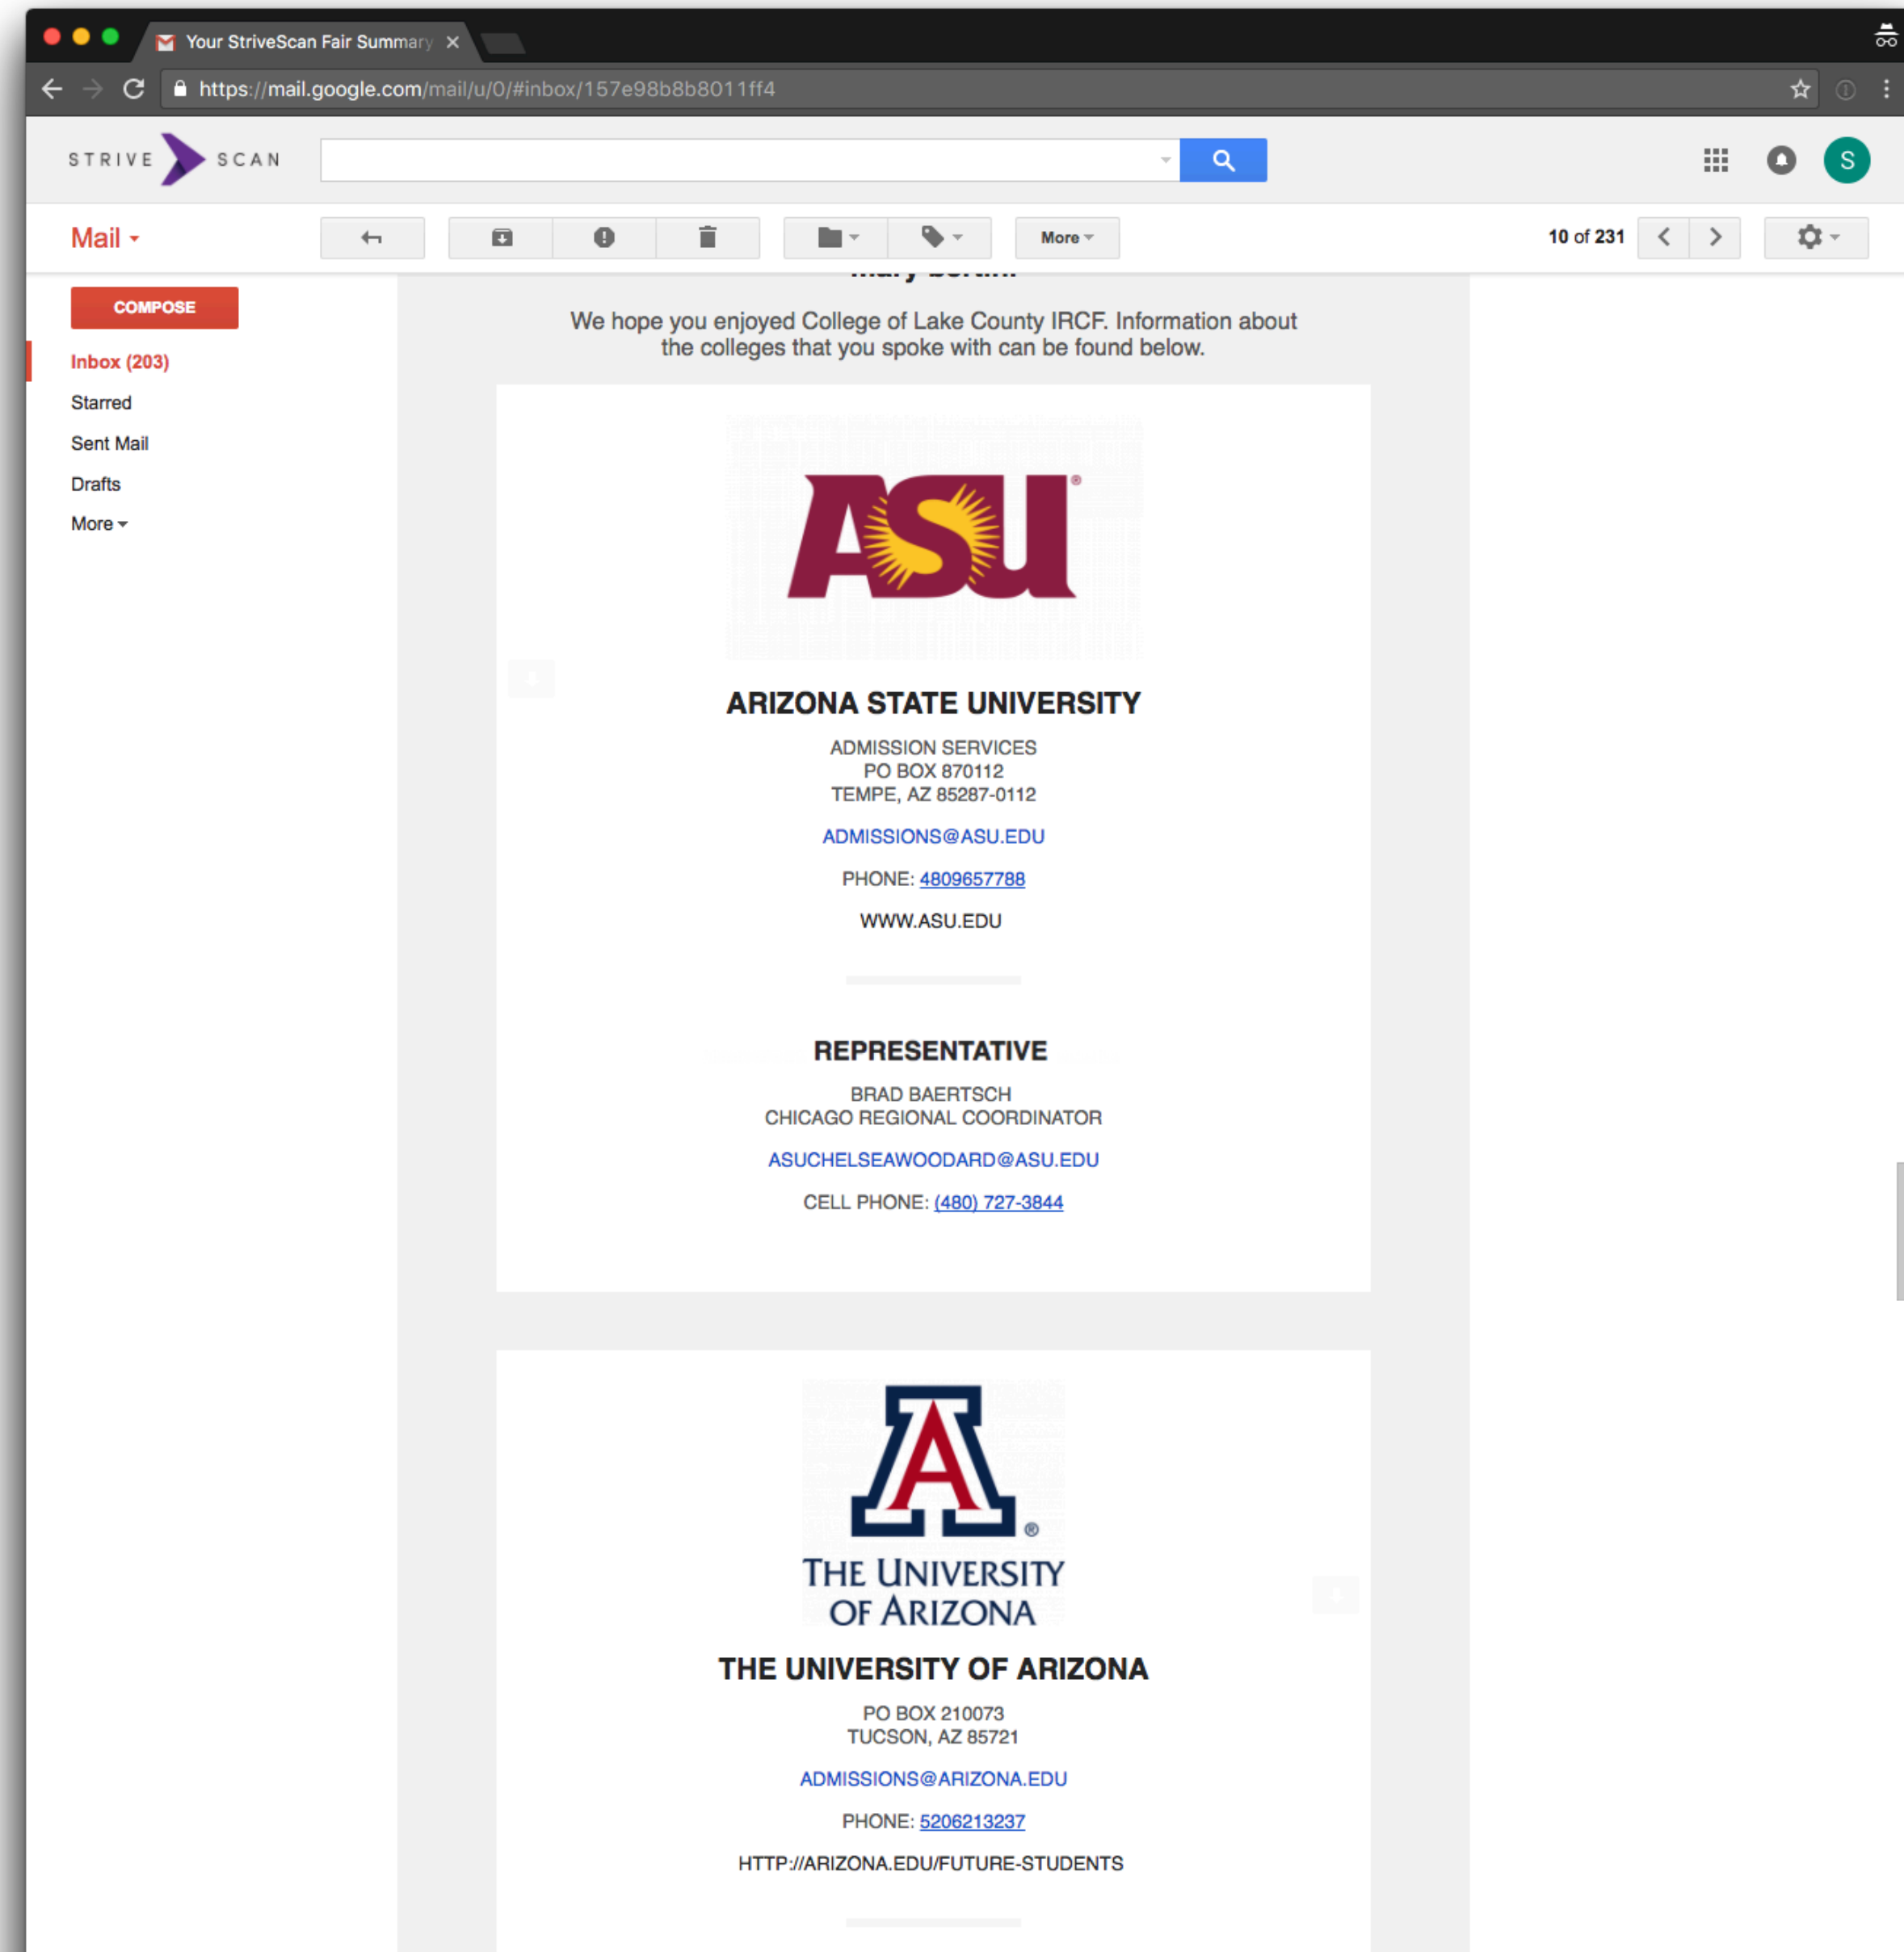 Your StriveScan Fair Summary
https://mail.google.com/mail/u/0/#inbox/157e98b8b8011ff4
STRIVE SCAN
S
Mail
More
10 of 231
COMPOSE
Inbox (203)
Starred
Sent Mail
Drafts
More
We hope you enjoyed College of Lake County IRCF. Information about
the colleges that you spoke with can be found below.
ASU®
ARIZONA STATE UNIVERSITY
ADMISSION SERVICES
PO BOX 870112
TEMPE, AZ 85287-0112
ADMISSIONS@ASU.EDU
PHONE: 4809657788
WWW.ASU.EDU
REPRESENTATIVE
BRAD BAERTSCH
CHICAGO REGIONAL COORDINATOR
ASUCHELSEAWOODARD@ASU.EDU
CELL PHONE: (480) 727-3844
A®
THE UNIVERSITY
OF ARIZONA
THE UNIVERSITY OF ARIZONA
PO BOX 210073
TUCSON, AZ 85721
ADMISSIONS@ARIZONA.EDU
PHONE: 5206213237
HTTP://ARIZONA.EDU/FUTURE-STUDENTS